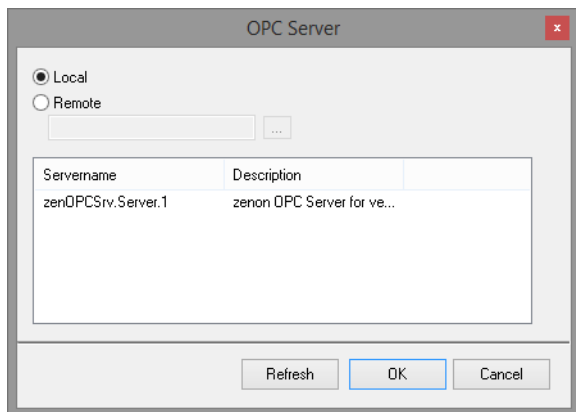 OPC Server
x
Local
Remote
...
Servername Description
zenOPCSrv.Server.1 zenon OPC Server for ve...
Refresh OK Cancel